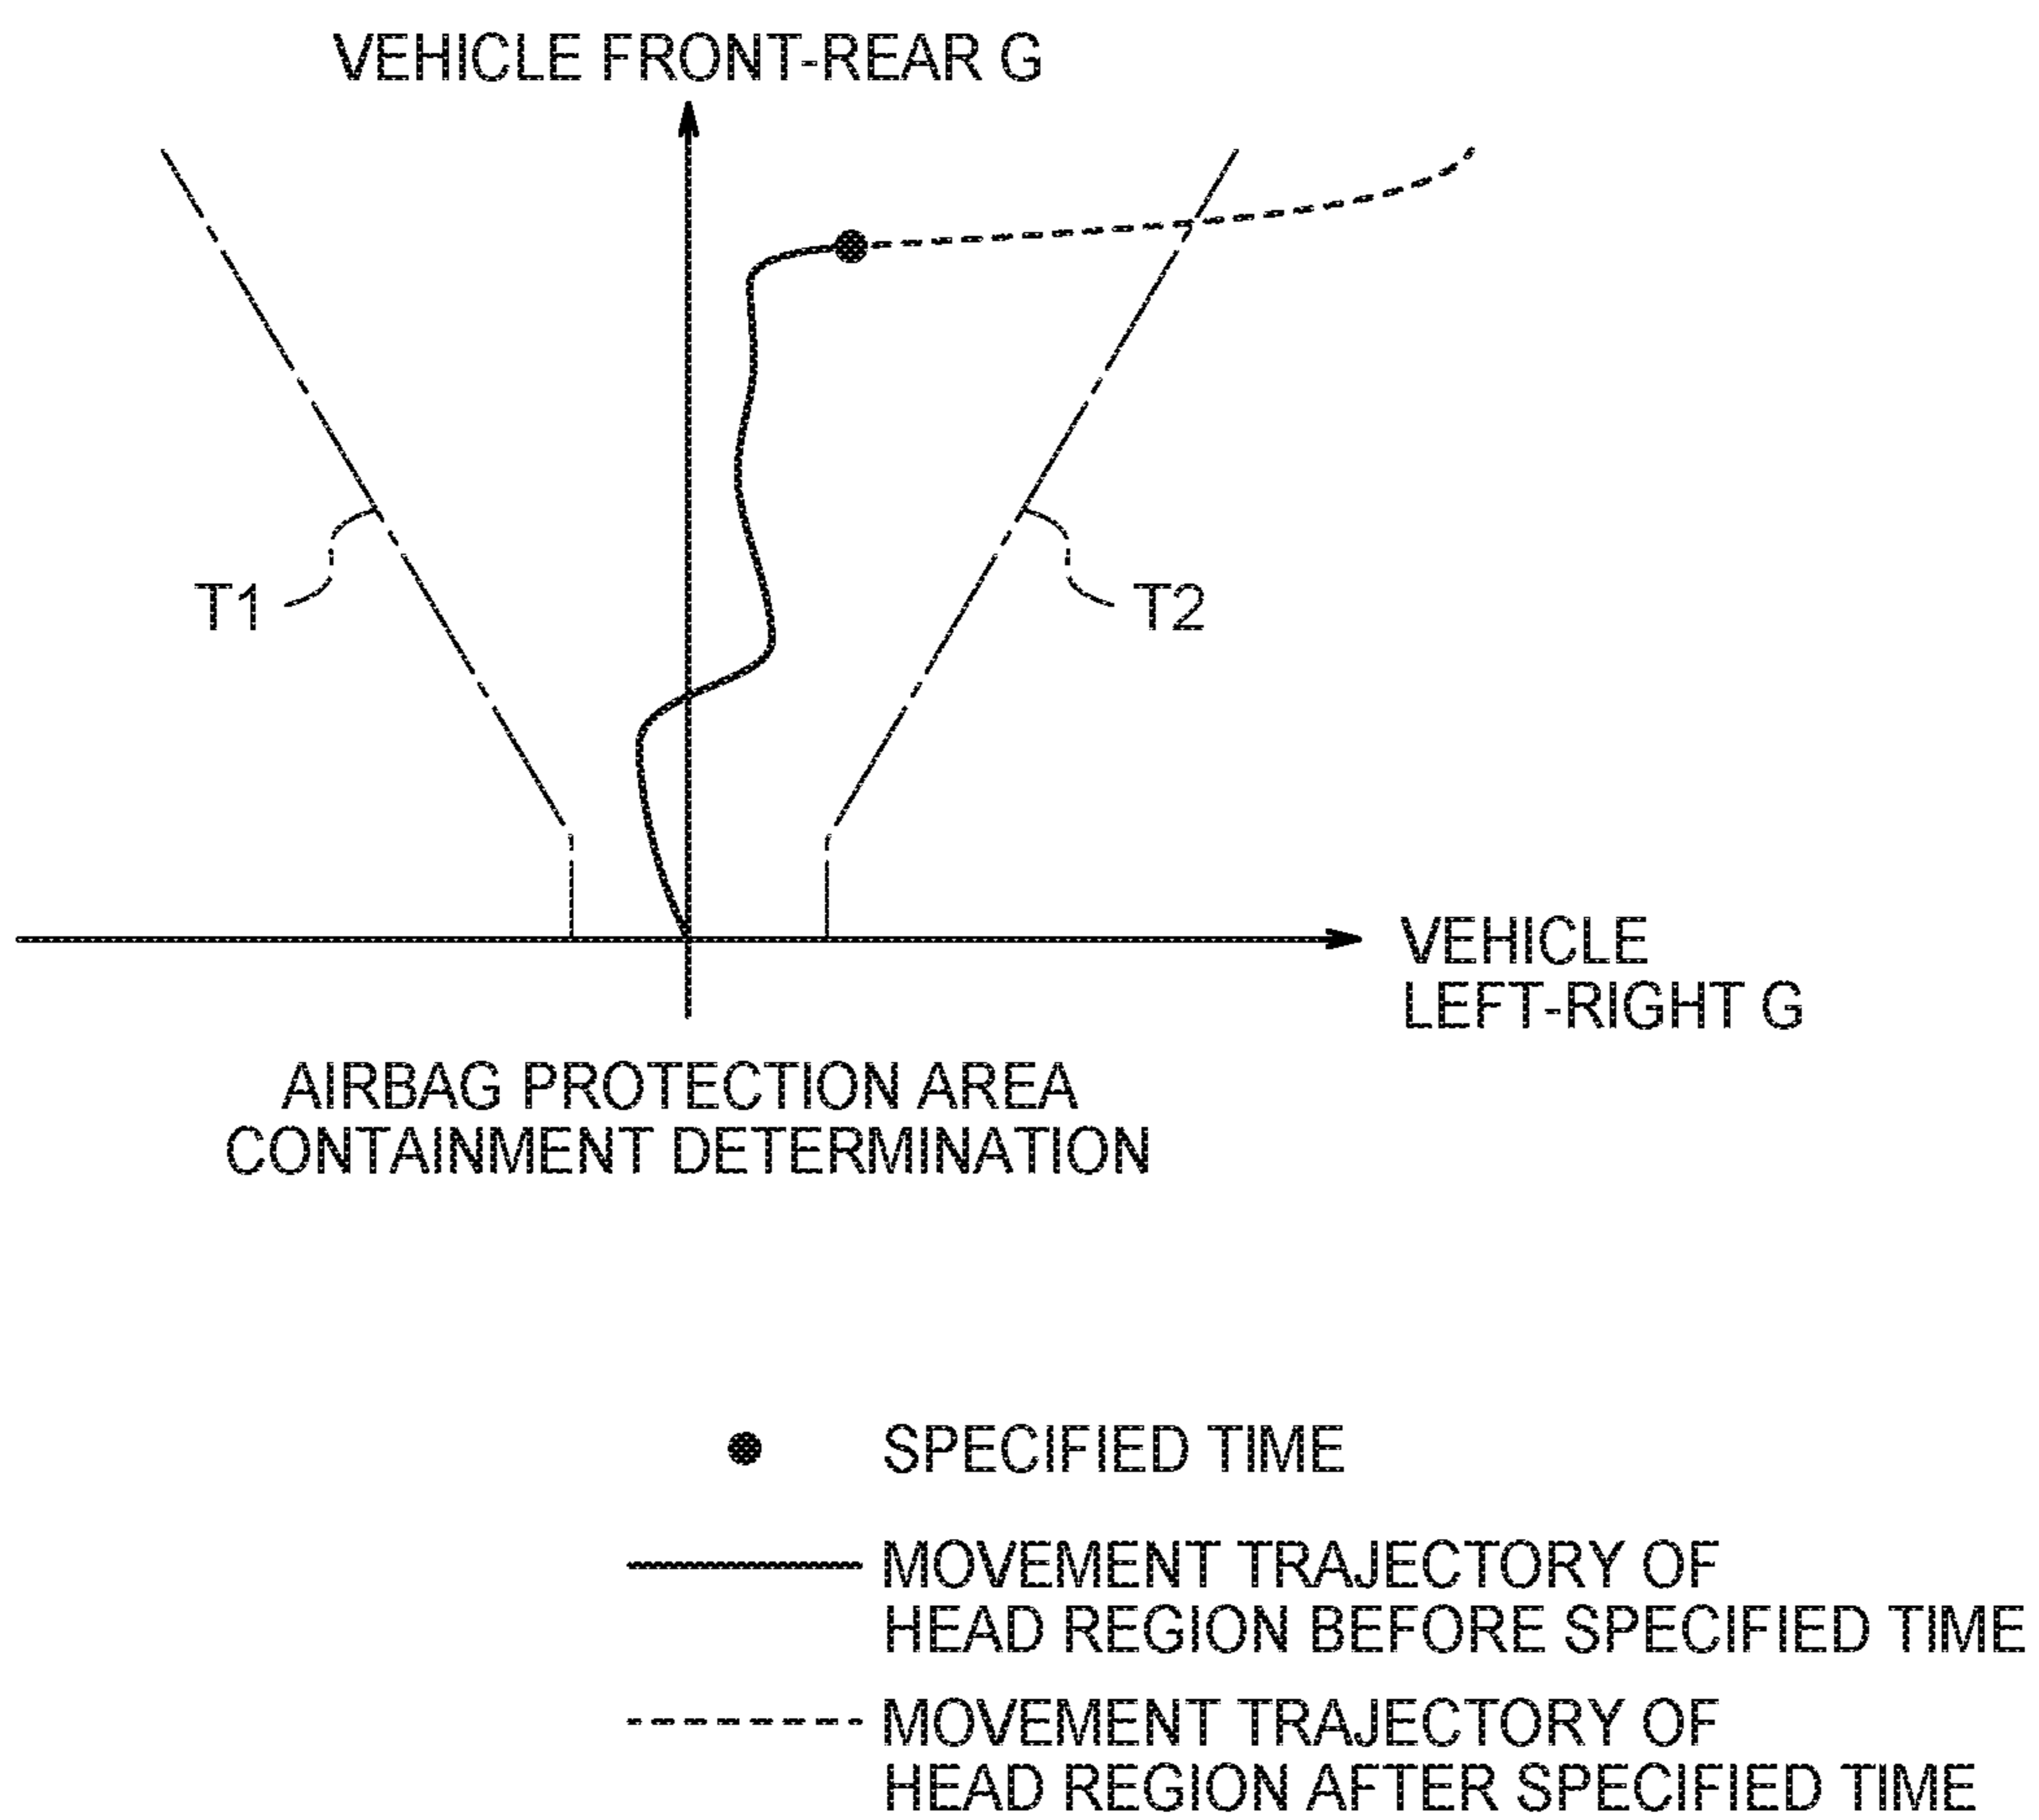 VEHICLE FRONT-REAR G
T1
T2
VEHICLE
LEFT-RIGHT G
AIRBAG PROTECTION AREA
CONTAINMENT DETERMINATION
SPECIFIED TIME
MOVEMENT TRAJECTORY OF
HEAD REGION BEFORE SPECIFIED TIME
MOVEMENT TRAJECTORY OF
HEAD REGION AFTER SPECIFIED TIME